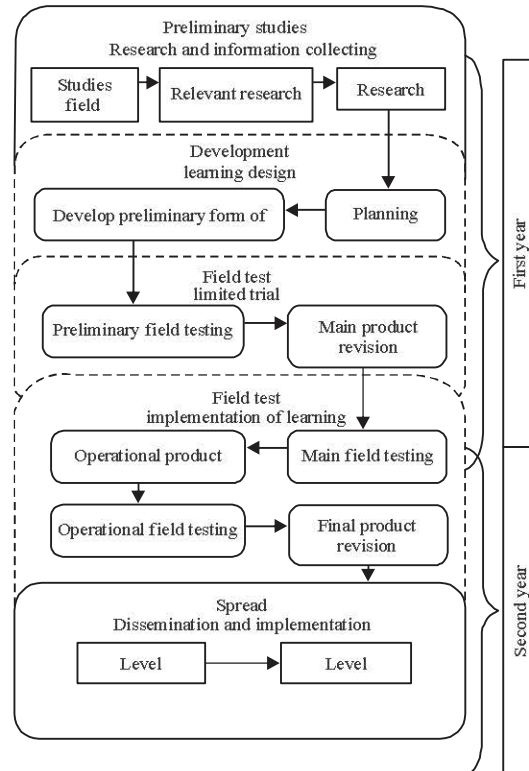 Preliminary studies
Research and information collecting
Studies
field
Relevant research
Research
Development
learning design
Develop preliminary form of
Planning
Field test
limited trial
Preliminary field testing
Main product
revision
Field test
implementation of learning
Operational product
Main field testing
Operational field testing
Final product
revision
Spread
Dissemination and implementation
Level
Level
First year
Second year